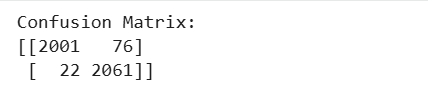 Confusion Matrix:
[[2001   76]
 [  22 2061]]